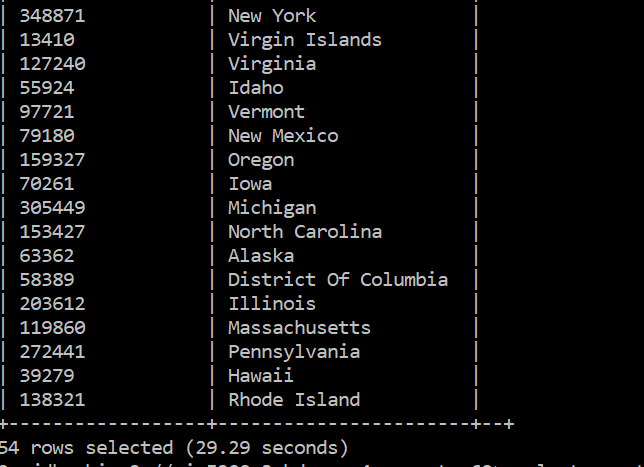 | 348871 | New York |
| 13410 | Virgin Islands |
| 127240 | Virginia |
| 55924 | Idaho |
| 97721 | Vermont |
| 79180 | New Mexico |
| 159327 | Oregon |
| 70261 | Iowa |
| 305449 | Michigan |
| 153427 | North Carolina |
| 63362 | Alaska |
| 58389 | District Of Columbia |
| 203612 | Illinois |
| 119860 | Massachusetts |
| 272441 | Pennsylvania |
| 39279 | Hawaii |
| 138321 | Rhode Island |
+------------------+-----------------------+--+
54 rows selected (29.29 seconds)